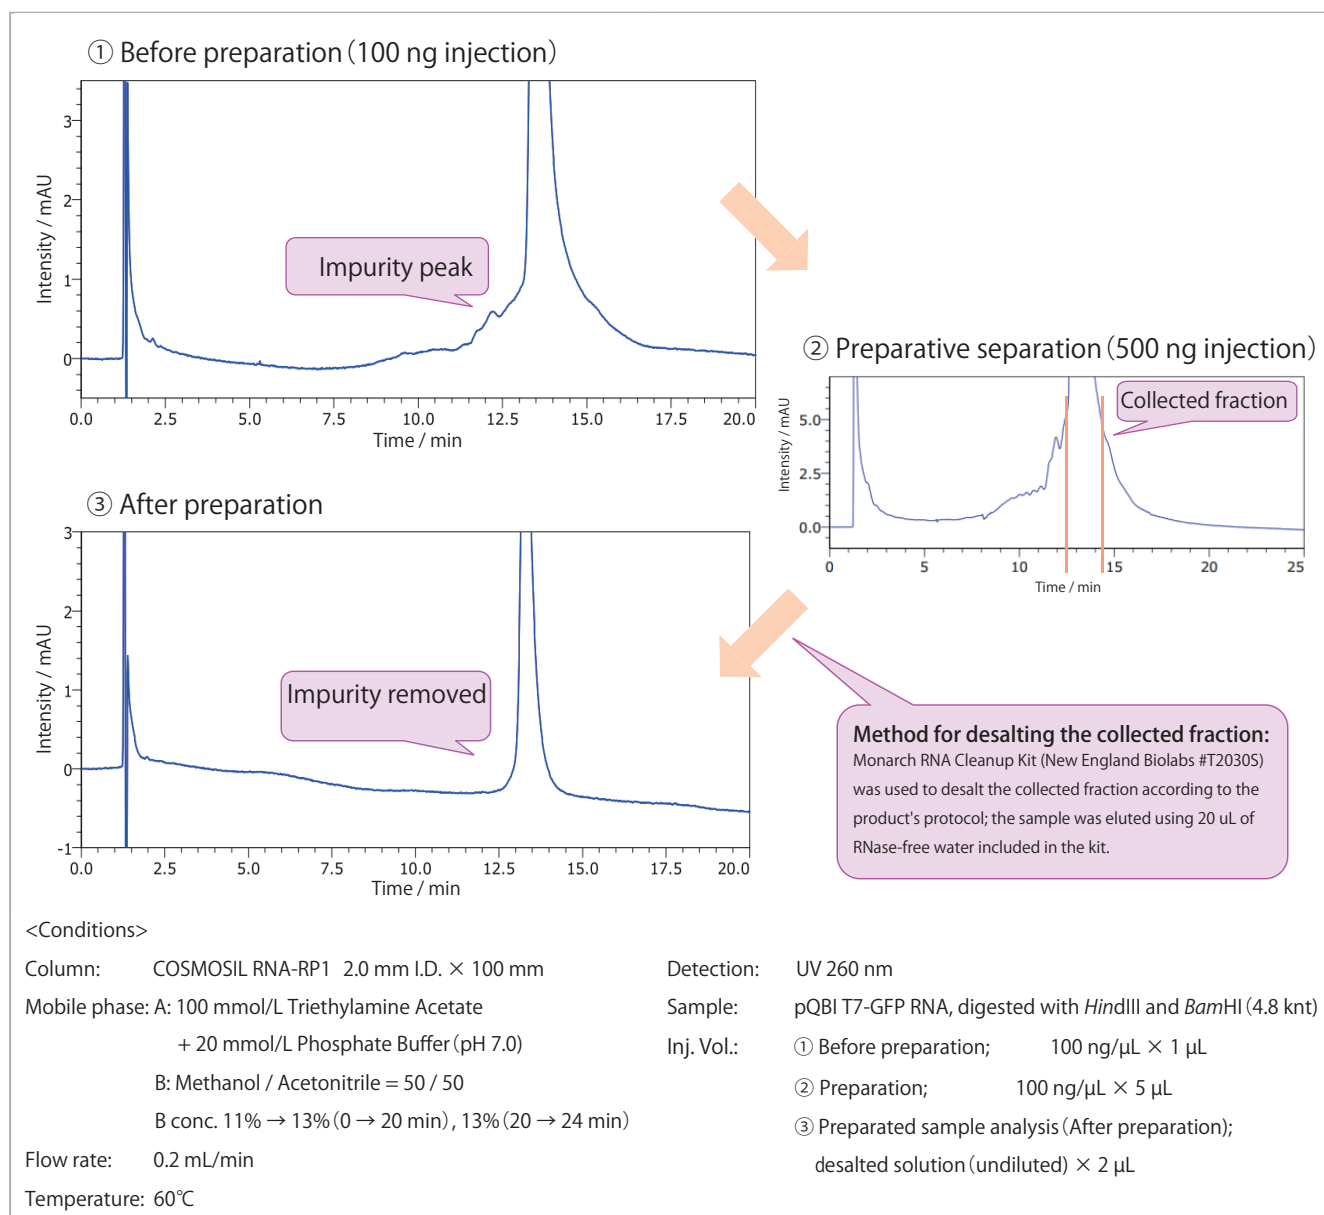 ① Before preparation (100 ng injection)
Intensity / mAU
3
2
1
0
Impurity peak
0.0 2.5 5.0 7.5 10.0 12.5 15.0 17.5 20.0
Time / min
② Preparative separation (500 ng injection)
Intensity / mAU
5.0
2.5
0.0
Collected fraction
0 5 10 15 20 25
Time / min
③ After preparation
Intensity / mAU
3
2
1
0
-1
Impurity removed
0.0 2.5 5.0 7.5 10.0 12.5 15.0 17.5 20.0
Time / min
Method for desalting the collected fraction:
Monarch RNA Cleanup Kit (New England Biolabs #T2030S)
was used to desalt the collected fraction according to the
product's protocol; the sample was eluted using 20 uL of
RNase-free water included in the kit.
<Conditions>
Column: COSMOSIL RNA-RP1 2.0 mm I.D. × 100 mm
Mobile phase: A: 100 mmol/L Triethylamine Acetate
+ 20 mmol/L Phosphate Buffer (pH 7.0)
B: Methanol / Acetonitrile = 50 / 50
B conc. 11% → 13% (0 → 20 min) , 13% (20 → 24 min)
Flow rate: 0.2 mL/min
Temperature: 60℃
Detection: UV 260 nm
Sample: pQBI T7-GFP RNA, digested with HindIII and BamHI (4.8 knt)
Inj. Vol.: ① Before preparation; 100 ng/μL × 1 μL
② Preparation; 100 ng/μL × 5 μL
③ Preparated sample analysis (After preparation);
desalted solution (undiluted) × 2 μL